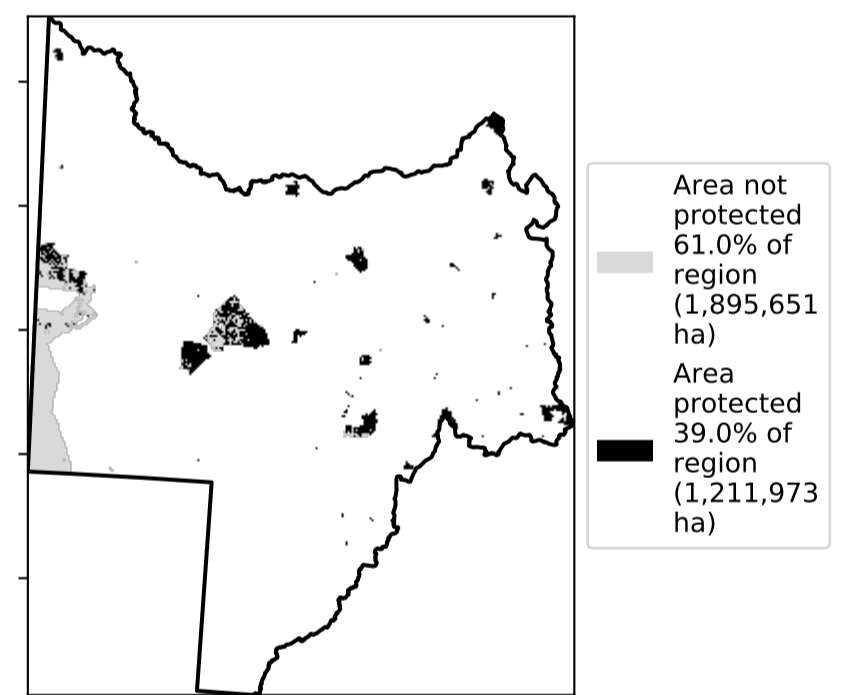 Area not
protected
61.0% of
region
(1,895,651
ha)
Area
protected
39.0% of
region
(1,211,973
ha)